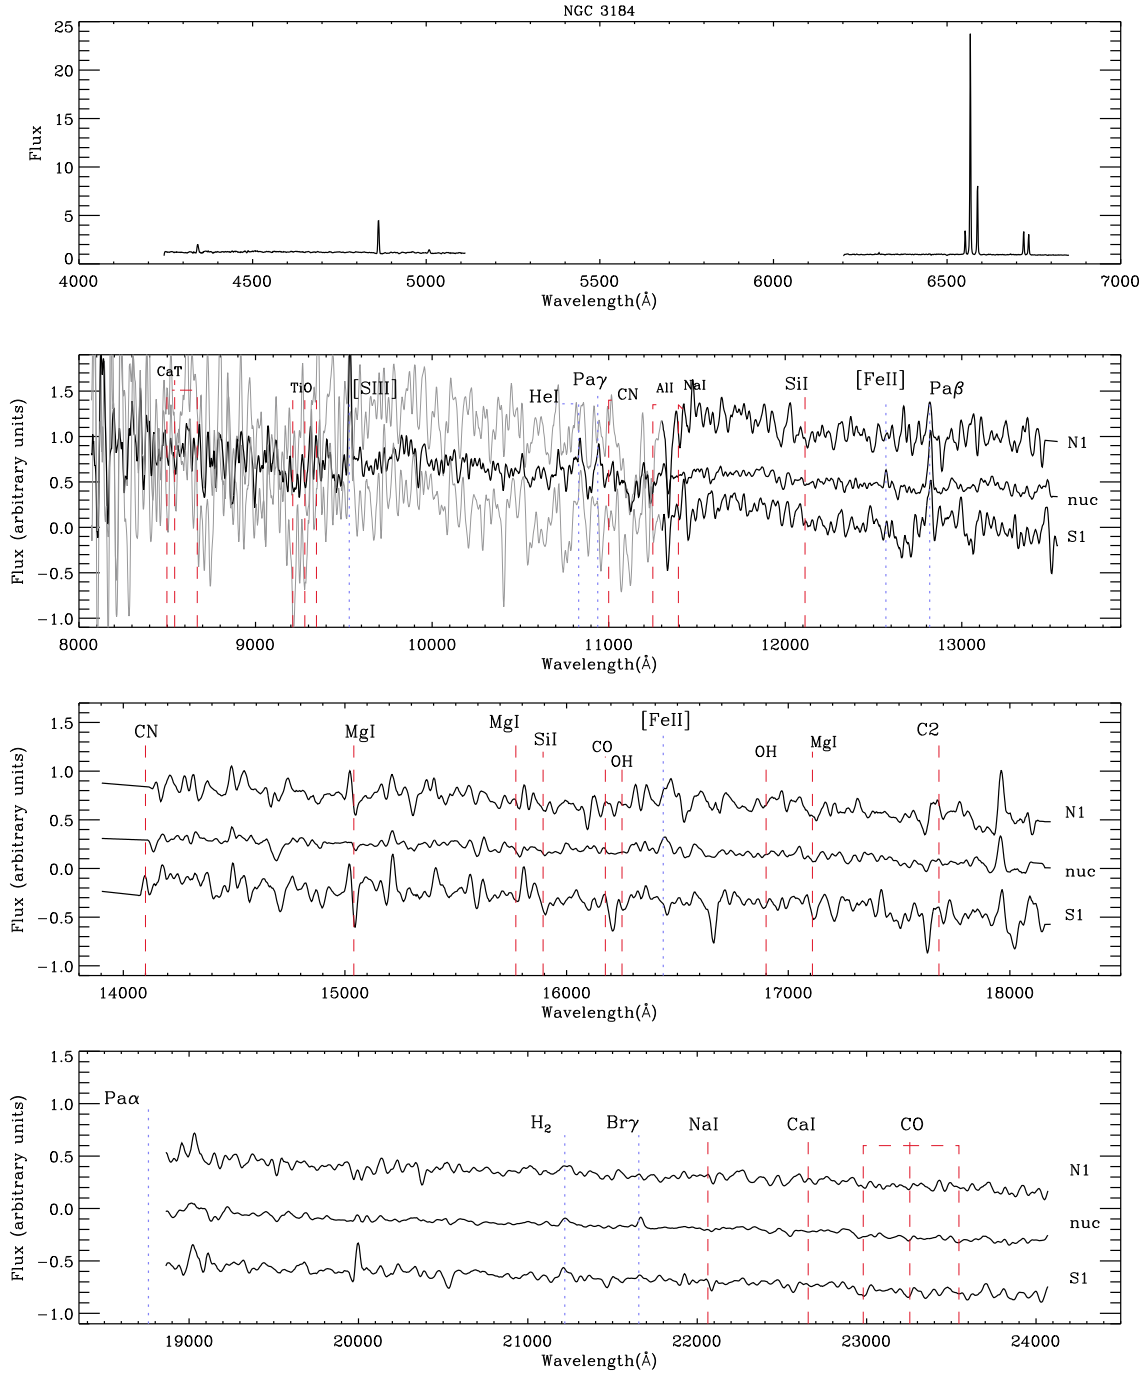 NGC 3184
25
20
15
10
5
0
Flux
4000 4500 5000 5500 6000 6500 7000
Wavelength(Å)
CaT TiO [SIII] HeI Paγ CN AlI NaI SiI [FeII] Paβ
1.5
1.0
0.5
0.0
−0.5
−1.0
Flux (arbitrary units)
N1
nuc
S1
8000 9000 10000 11000 12000 13000
Wavelength(Å)
CN MgI MgI SiI CO OH [FeII] OH MgI C2
1.5
1.0
0.5
0.0
−0.5
−1.0
Flux (arbitrary units)
N1
nuc
S1
14000 15000 16000 17000 18000
Wavelength(Å)
Paα H₂ Brγ NaI CaI CO
1.5
1.0
0.5
0.0
−0.5
−1.0
Flux (arbitrary units)
N1
nuc
S1
19000 20000 21000 22000 23000 24000
Wavelength(Å)